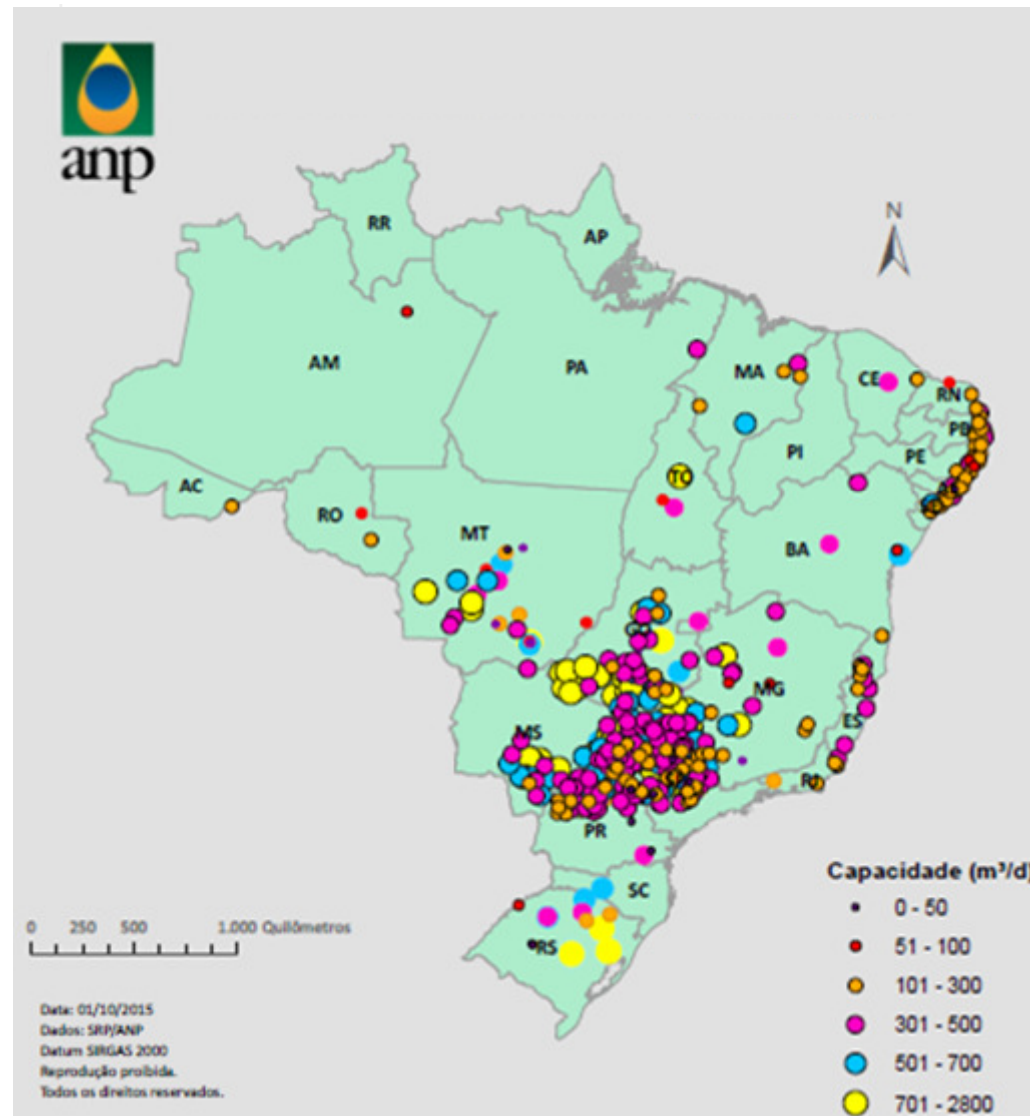 anp
N
RR
AP
AM
PA
MA
CE
RN
PB
PE
PI
TO
AC
RO
MT
BA
MG
ES
MS
RJ
PR
SC
RS
Capacidade (m³/d)
0 - 50
51 - 100
101 - 300
301 - 500
501 - 700
701 - 2800
0 250 500 1.000 Quilômetros
Data: 01/10/2015
Dados: SRP/ANP
Datum SIRGAS 2000
Reprodução proibida.
Todos os direitos reservados.